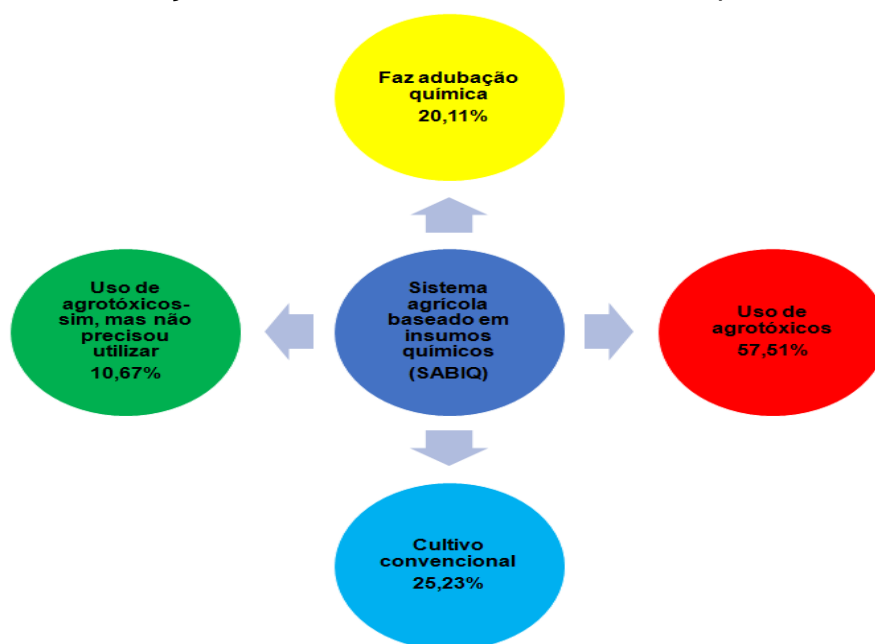 Faz adubação
química
20,11%
Uso de
agrotóxicos-
sim, mas não
precisou
utilizar
10,67%
Sistema
agrícola
baseado em
insumos
químicos
(SABIQ)
Uso de
agrotóxicos
57,51%
Cultivo
convencional
25,23%